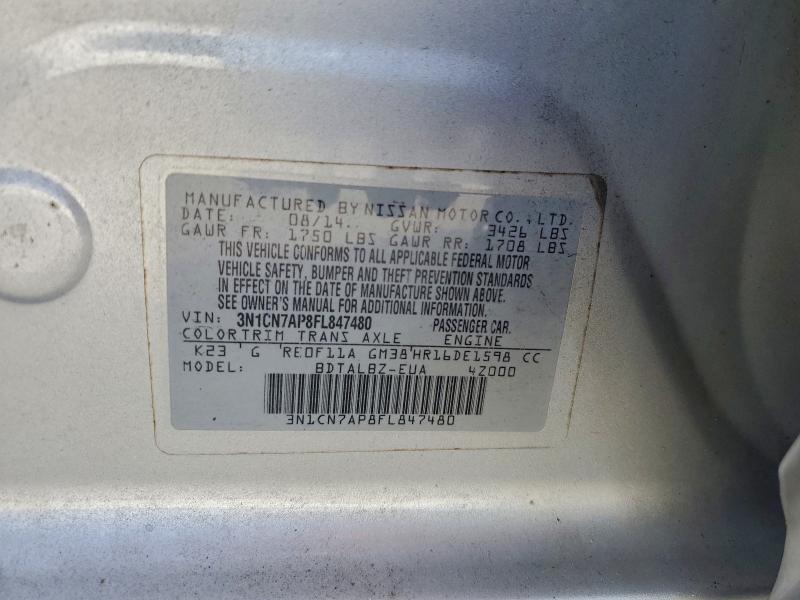 MANUFACTURED BY NISSAN MOTOR CO., LTD.
DATE: 08/14 GVWR: 3426 LBS
GAWR FR: 1750 LBS GAWR RR: 1708 LBS
THIS VEHICLE CONFORMS TO ALL APPLICABLE FEDERAL MOTOR
VEHICLE SAFETY, BUMPER AND THEFT PREVENTION STANDARDS
IN EFFECT ON THE DATE OF MANUFACTURE SHOWN ABOVE.
SEE OWNER'S MANUAL FOR ADDITIONAL INFORMATION.
VIN: 3N1CN7AP8FL847480 PASSENGER CAR.
COLOR TRIM TRANS AXLE ENGINE
K23 G RE0F11A GM38 HR16DE1598 CC
MODEL: BDTALBZ-EUA 4Z000
3N1CN7AP8FL847480